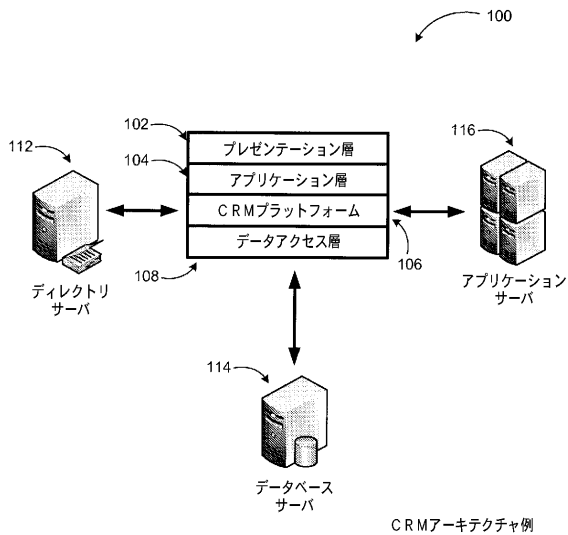 100
102
プレゼンテーション層
104
アプリケーション層
CRMプラットフォーム
106
データアクセス層
108
112
ディレクトリ
サーバ
116
アプリケーション
サーバ
114
データベース
サーバ
CRMアーキテクチャ例